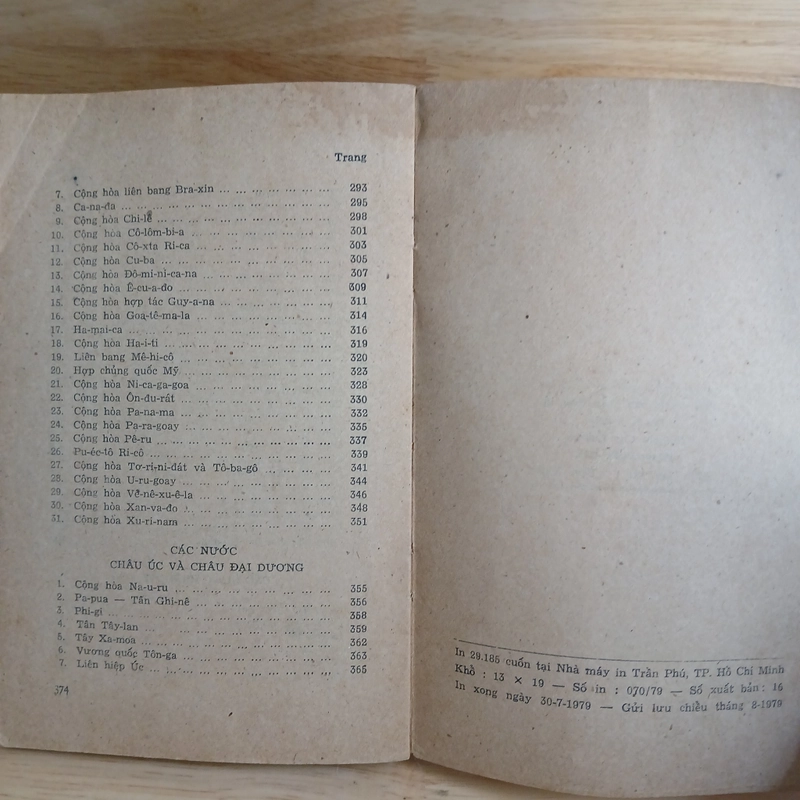 Trang
7. Cộng hòa liên bang Bra-xin ... ... ... ... ... ... ... 293
8. Ca-na-đa ... ... ... ... ... ... ... ... ... ... ... 295
9. Cộng hòa Chi-lê ... ... ... ... ... ... ... ... ... 298
10. Cộng hòa Cô-lôm-bi-a ... ... ... ... ... ... ... 301
11. Cộng hòa Cô-xta Ri-ca ... ... ... ... ... ... ... 303
12. Cộng hòa Cu-ba ... ... ... ... ... ... ... ... ... 305
13. Cộng hòa Đô-mi-ni-ca-na ... ... ... ... ... ... ... 307
14. Cộng hòa Ê-cu-a-đo ... ... ... ... ... ... ... ... 309
15. Cộng hòa hợp tác Guy-a-na ... ... ... ... ... ... 311
16. Cộng hòa Goa-tê-ma-la ... ... ... ... ... ... ... 314
17. Ha-mai-ca ... ... ... ... ... ... ... ... ... ... 316
18. Cộng hòa Ha-i-ti ... ... ... ... ... ... ... ... 319
19. Liên bang Mê-hi-cô ... ... ... ... ... ... ... ... 320
20. Hợp chủng quốc Mỹ ... ... ... ... ... ... ... ... 323
21. Cộng hòa Ni-ca-ga-goa ... ... ... ... ... ... ... 328
22. Cộng hòa Ôn-đu-rát ... ... ... ... ... ... ... ... 330
23. Cộng hòa Pa-na-ma ... ... ... ... ... ... ... ... 332
24. Cộng hòa Pa-ra-goay ... ... ... ... ... ... ... ... 335
25. Cộng hòa Pê-ru ... ... ... ... ... ... ... ... ... 337
26. Pu-éc-tô Ri-cô ... ... ... ... ... ... ... ... ... 339
27. Cộng hòa Tơ-ri-ni-đát và Tô-ba-gô ... ... ... ... 341
28. Cộng hòa U-ru-goay ... ... ... ... ... ... ... ... 344
29. Cộng hòa Vê-nê-xu-ê-la ... ... ... ... ... ... ... 346
30. Cộng hòa Xan-va-đo ... ... ... ... ... ... ... ... 348
31. Cộng hòa Xu-ri-nam ... ... ... ... ... ... ... ... 351
CÁC NƯỚC
CHÂU ÚC VÀ CHÂU ĐẠI DƯƠNG
1. Cộng hòa Na-u-ru ... ... ... ... ... ... ... ... 355
2. Pa-pua — Tân Ghi-nê ... ... ... ... ... ... ... 356
3. Phi-gi ... ... ... ... ... ... ... ... ... ... ... 358
4. Tân Tây-lan ... ... ... ... ... ... ... ... ... 359
5. Tây Xa-moa ... ... ... ... ... ... ... ... ... ... 362
6. Vương quốc Tôn-ga ... ... ... ... ... ... ... ... 363
7. Liên hiệp Úc ... ... ... ... ... ... ... ... ... 365
374
In 29.185 cuốn tại Nhà máy in Trần Phú, TP. Hồ Chí Minh
Khổ : 13 × 19 — Số in : 070/79 — Số xuất bản : 16
In xong ngày 30-7-1979 — Gửi lưu chiểu tháng 8-1979